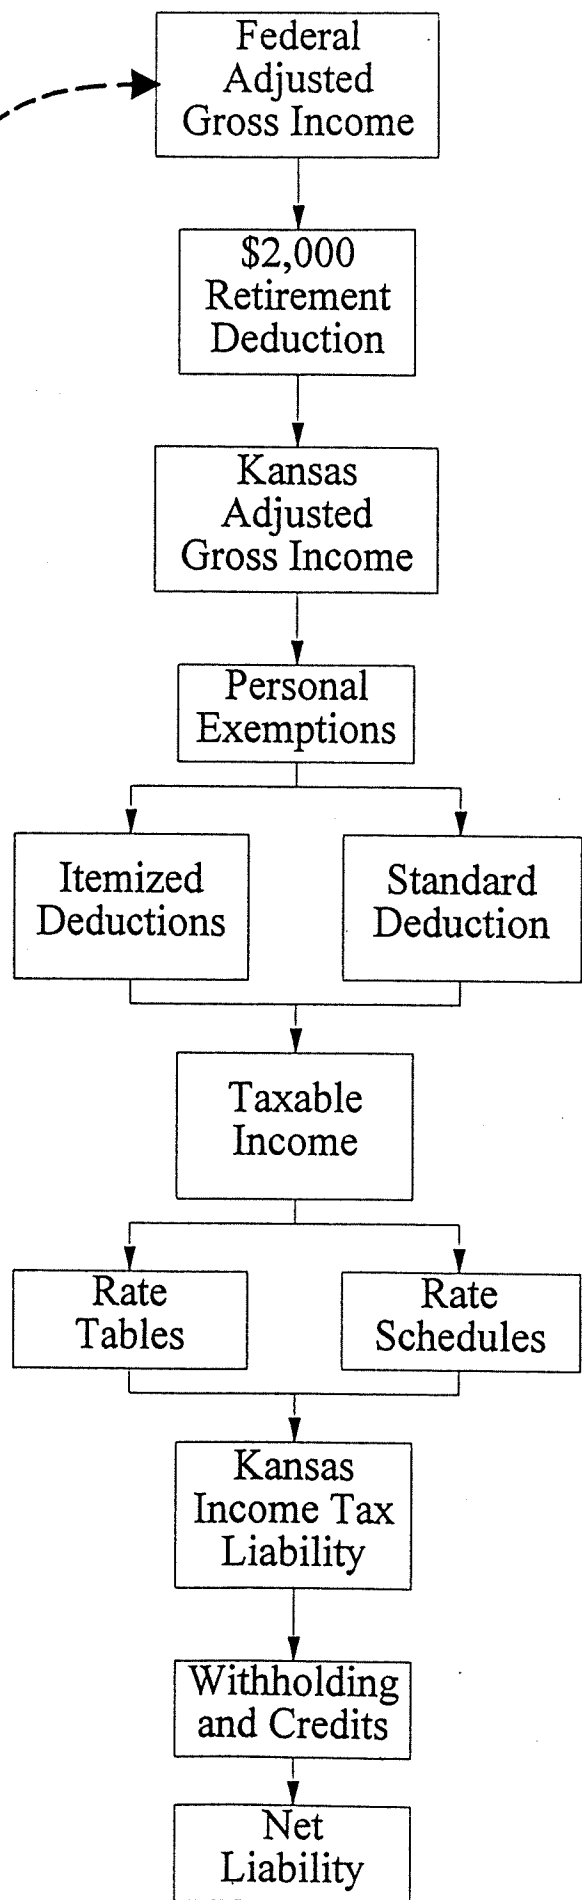 Federal
Adjusted
Gross Income
$2,000
Retirement
Deduction
Kansas
Adjusted
Gross Income
Personal
Exemptions
Itemized
Deductions
Standard
Deduction
Taxable
Income
Rate
Tables
Rate
Schedules
Kansas
Income Tax
Liability
Withholding
and Credits
Net
Liability